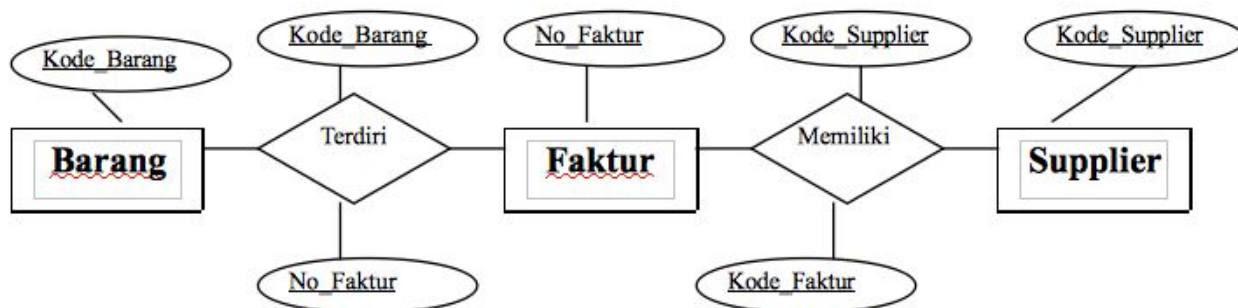 Kode_Barang
Kode_Barang
No_Faktur
Kode_Supplier
Kode_Supplier
Barang
Terdiri
Faktur
Memiliki
Supplier
No_Faktur
Kode_Faktur